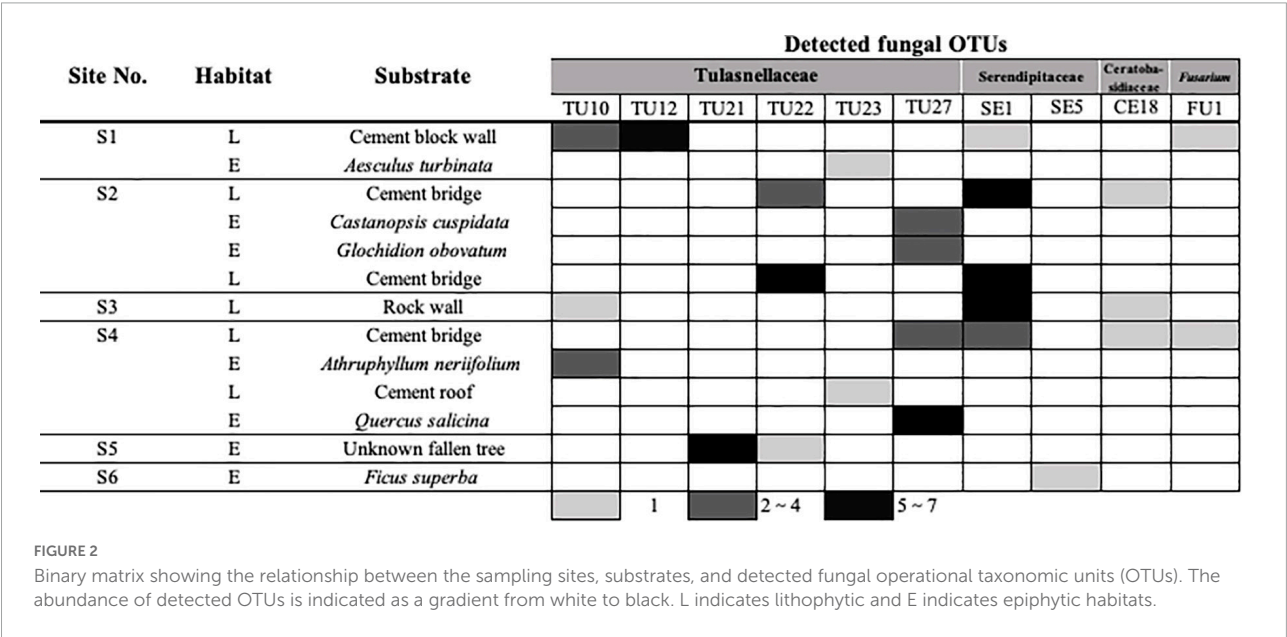 Detected fungal OTUs
Site No. Habitat Substrate Tulasnellaceae Serendipitaceae Ceratoba-sidiaceae Fusarium
TU10 TU12 TU21 TU22 TU23 TU27 SE1 SE5 CE18 FU1
S1 L Cement block wall
E Aesculus turbinata
S2 L Cement bridge
E Castanopsis cuspidata
E Glochidion obovatum
L Cement bridge
S3 L Rock wall
S4 L Cement bridge
E Athruphyllum neriifolium
L Cement roof
E Quercus salicina
S5 E Unknown fallen tree
S6 E Ficus superba
1 2 ~ 4 5 ~ 7
FIGURE 2
Binary matrix showing the relationship between the sampling sites, substrates, and detected fungal operational taxonomic units (OTUs). The
abundance of detected OTUs is indicated as a gradient from white to black. L indicates lithophytic and E indicates epiphytic habitats.